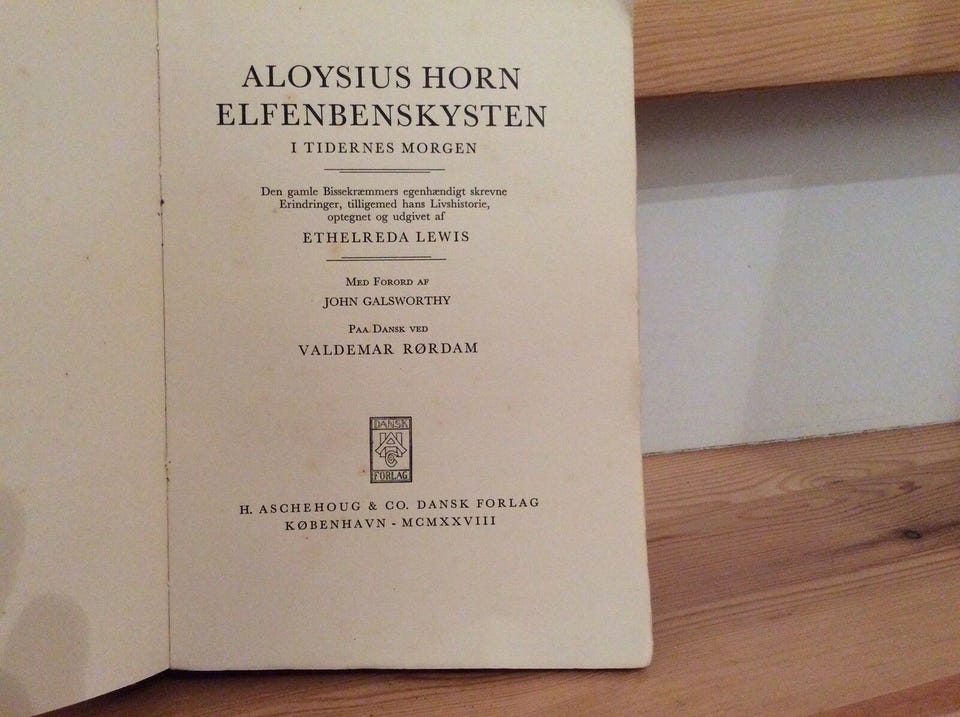 ALOYSIUS HORN
ELFENBENSKYSTEN
I TIDERNES MORGEN
Den gamle Bissekræmmers egenhændigt skrevne
Erindringer, tilligemed hans Livshistorie,
optegnet og udgivet af
ETHELREDA LEWIS
MED FORORD AF
JOHN GALSWORTHY
PAA DANSK VED
VALDEMAR RØRDAM
DANSK
FORLAG
H. ASCHEHOUG & CO. DANSK FORLAG
KØBENHAVN - MCMXXVIII